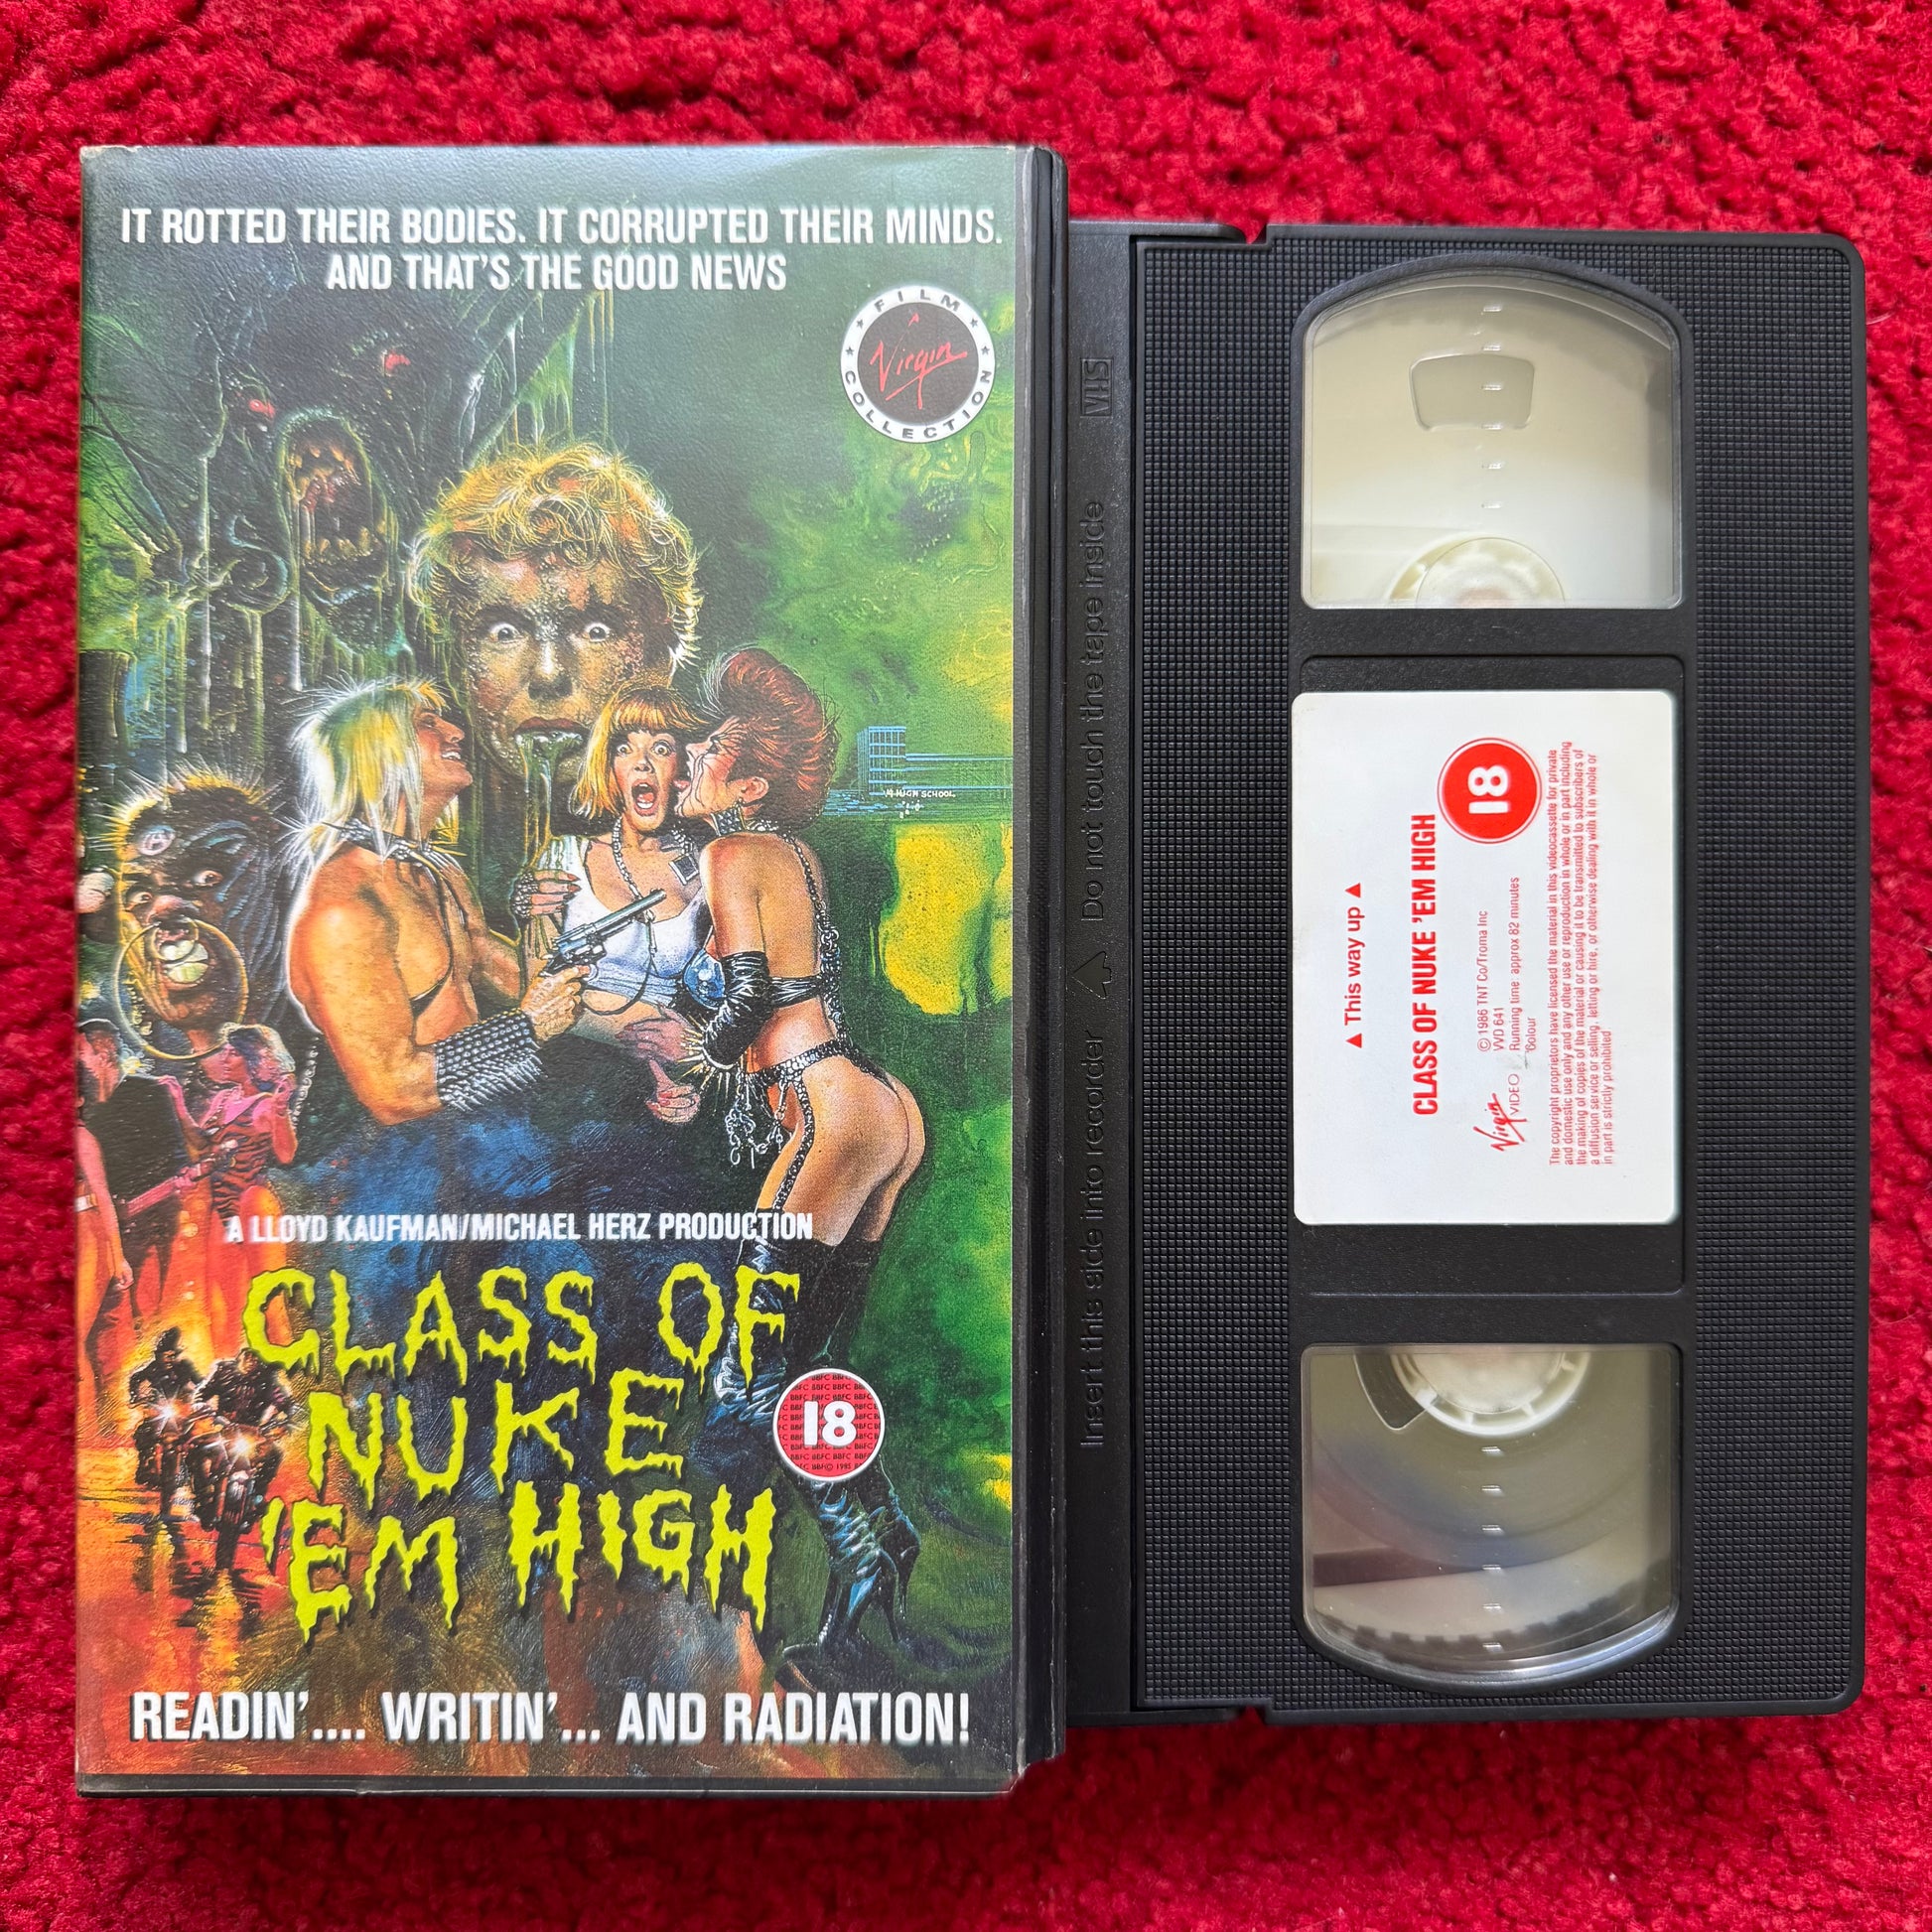 IT ROTTED THEIR BODIES. IT CORRUPTED THEIR MINDS.
AND THAT'S THE GOOD NEWS
FILM
Virgin
COLLECTION
HIGH SCHOOL
A LLOYD KAUFMAN/MICHAEL HERZ PRODUCTION
CLASS OF
NUKE
'EM HIGH
18
READIN'.... WRITIN'... AND RADIATION!
VHS
Insert this side into recorder
Do not touch the tape inside
▲ This way up ▲
CLASS OF NUKE 'EM HIGH
18
Virgin
VIDEO
© 1986 TNT Co/Troma Inc
VVD 641
Running time approx 82 minutes
Colour
The copyright proprietors have licensed the material in this videocassette for private
and domestic use only and any other use or reproduction in whole or in part including
the making of copies of the material or causing it to be transmitted to subscribers of
a diffusion service or selling, letting or hire, or otherwise dealing with it in whole or
in part is strictly prohibited